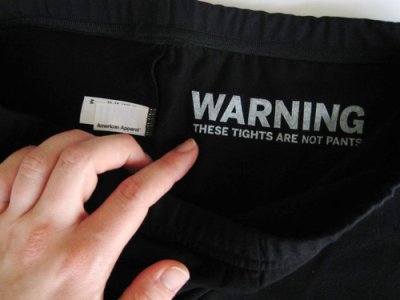 American Apparel®
WARNING
THESE TIGHTS ARE NOT PANTS